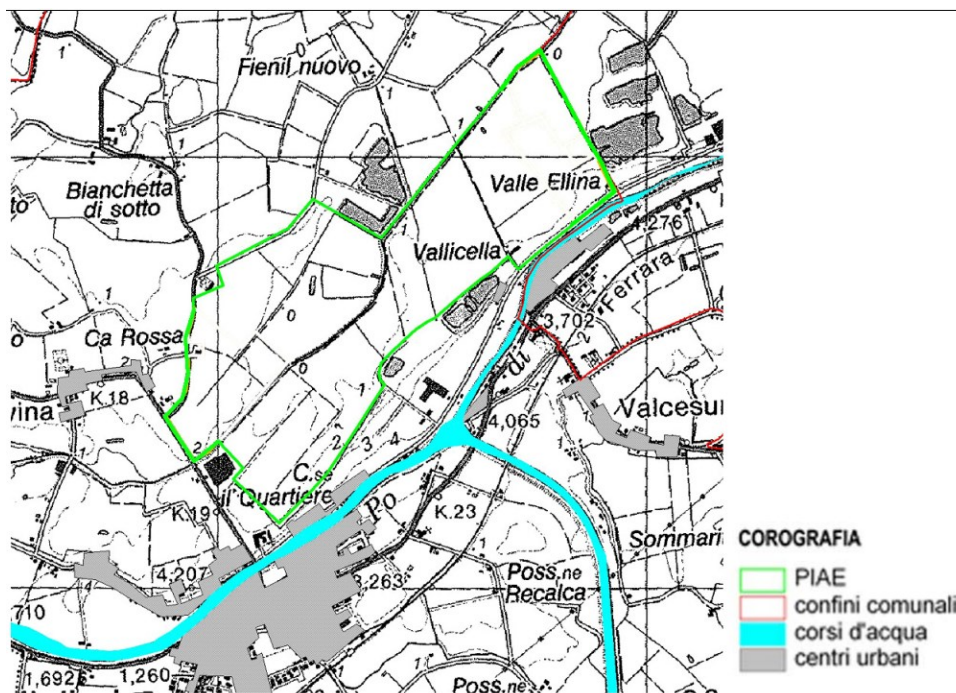 Fienil nuovo
Bianchetta
di sotto
Valle Ellina
Vallicella
4,276
Ferrara
3,702
di
Ca Rossa
K.18
vina
Valcesur
4,065
C.se
il Quartiere
Po
K.19
K.23
4,207
3,263
Poss.ne
Recalca
Sommari
710
1,692
1,260
Poss.ne
COROGRAFIA
PIAE
confini comunali
corsi d'acqua
centri urbani